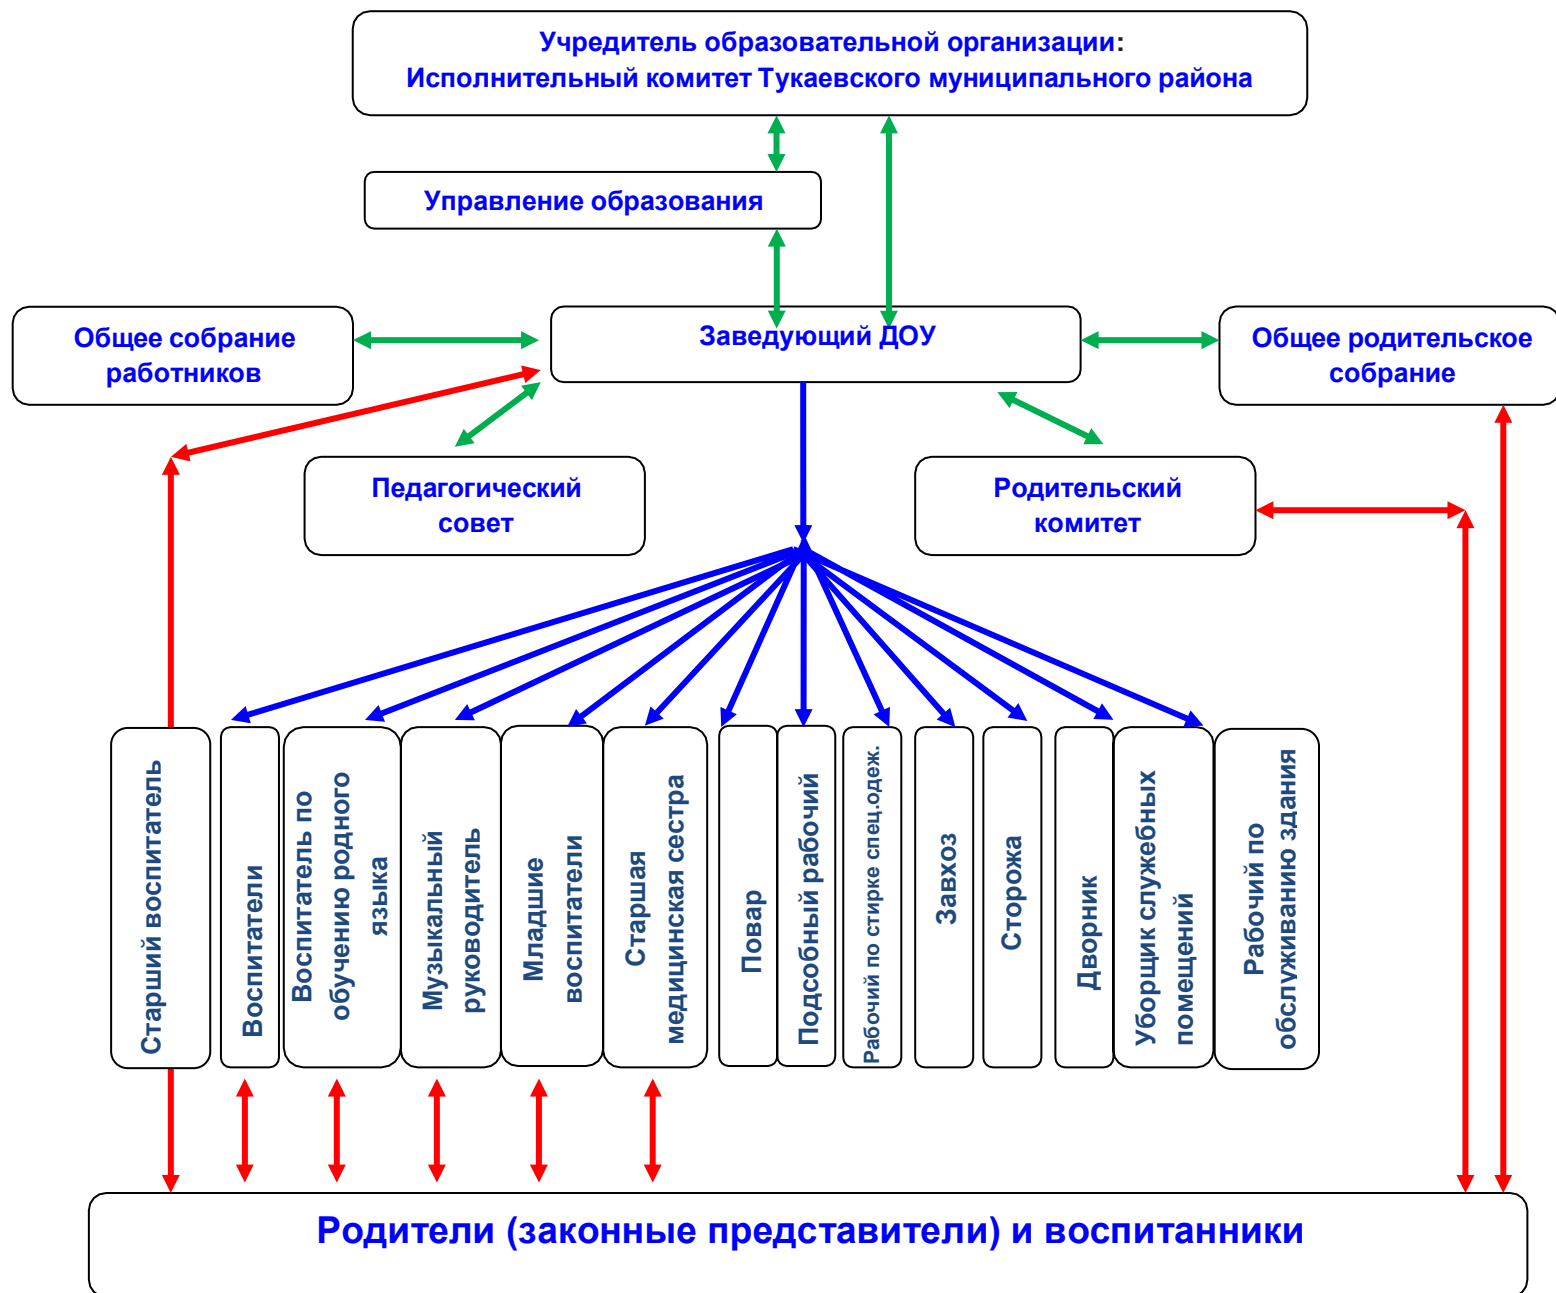 Учредитель образовательной организации:
Исполнительный комитет Тукаевского муниципального района
Управление образования
Общее собрание
работников
Заведующий ДОУ
Общее родительское
собрание
Педагогический
совет
Родительский
комитет
Старший воспитатель
Воспитатели
Воспитатель по
обучению родного
языка
Музыкальный
руководитель
Младшие
воспитатели
Старшая
медицинская сестра
Повар
Подсобный рабочий
Рабочий по стирке спец.одеж.
Завхоз
Сторожа
Дворник
Уборщик служебных
помещений
Рабочий по
обслуживанию здания
Родители (законные представители) и воспитанники